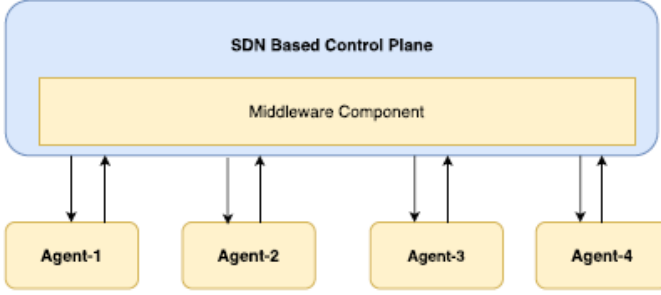 SDN Based Control Plane
Middleware Component
Agent-1
Agent-2
Agent-3
Agent-4